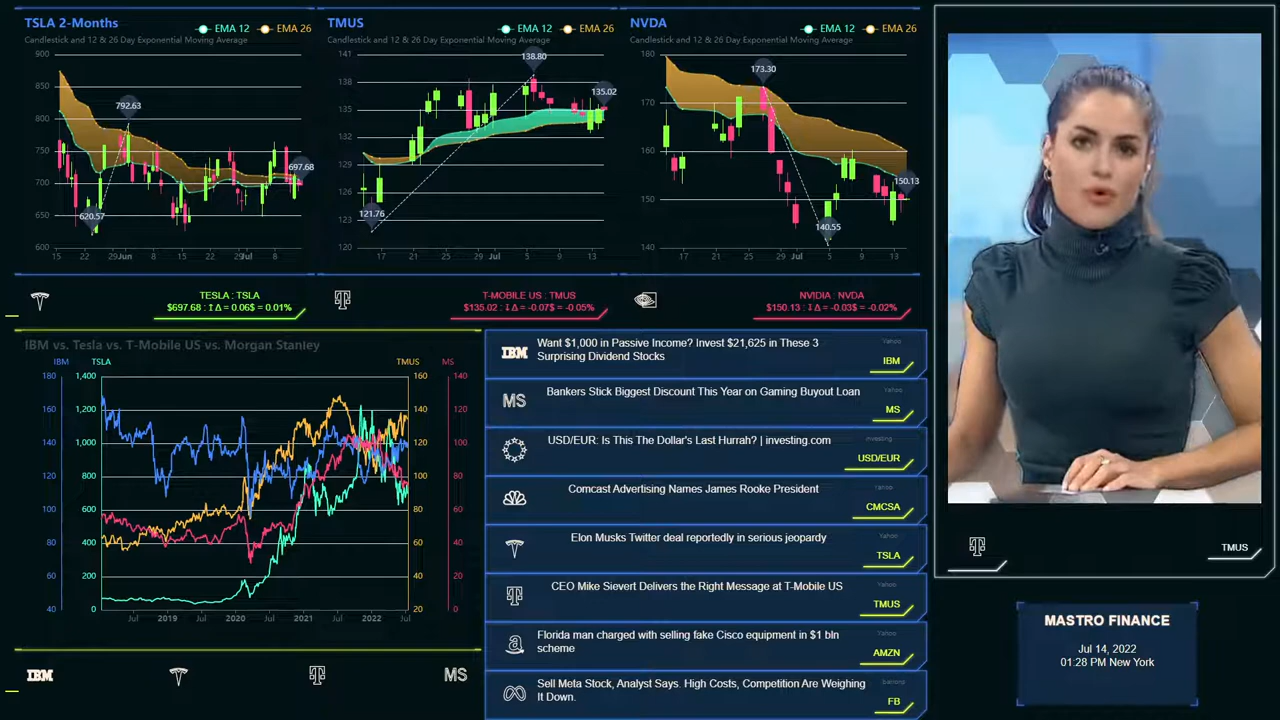 TSLA 2-Months
EMA 12
EMA 26
Candlestick and 12 & 26 Day Exponential Moving Average
900
850
800
750
700
650
600
792.63
697.68
620.57
15
22
29
Jun
8
15
22
29
Jul
8
TMUS
EMA 12
EMA 26
Candlestick and 12 & 26 Day Exponential Moving Average
141
138
135
132
129
126
123
120
138.80
135.02
121.76
17
21
25
29
Jul
5
9
13
NVDA
EMA 12
EMA 26
Candlestick and 12 & 26 Day Exponential Moving Average
180
170
160
150
140
173.30
150.13
140.55
17
21
25
29
Jul
5
9
13
TESLA : TSLA
$697.68 : I Δ = 0.06$ = 0.01%
T-MOBILE US : TMUS
$135.02 : I Δ = -0.07$ = -0.05%
NVIDIA : NVDA
$150.13 : I Δ = -0.03$ = -0.02%
IBM vs. Tesla vs. T-Mobile US vs. Morgan Stanley
IBM
TSLA
TMUS
MS
180
160
140
120
100
80
60
40
1,400
1,200
1,000
800
600
400
200
0
160
140
120
100
80
60
40
20
140
120
100
80
60
40
20
0
Jul
2019
Jul
2020
Jul
2021
Jul
2022
Jul
IBM
T
MS
IBM
Want $1,000 in Passive Income? Invest $21,625 in These 3
Surprising Dividend Stocks
Yahoo
IBM
MS
Bankers Stick Biggest Discount This Year on Gaming Buyout Loan
Yahoo
MS
USD/EUR: Is This The Dollar's Last Hurrah? | investing.com
investing
USD/EUR
Comcast Advertising Names James Rooke President
Yahoo
CMCSA
Elon Musks Twitter deal reportedly in serious jeopardy
Yahoo
TSLA
CEO Mike Sievert Delivers the Right Message at T-Mobile US
Yahoo
TMUS
a
Florida man charged with selling fake Cisco equipment in $1 bln
scheme
Yahoo
AMZN
Sell Meta Stock, Analyst Says. High Costs, Competition Are Weighing
It Down.
barrons
FB
T
TMUS
MASTRO FINANCE
Jul 14, 2022
01:28 PM New York